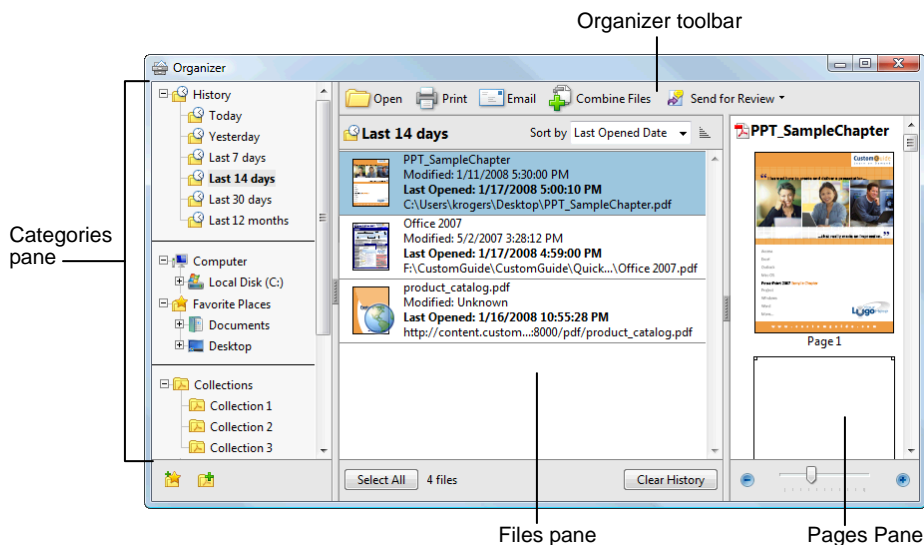 Organizer toolbar
Organizer
Categories
pane
History
Today
Yesterday
Last 7 days
Last 14 days
Last 30 days
Last 12 months
Computer
Local Disk (C:)
Favorite Places
Documents
Desktop
Collections
Collection 1
Collection 2
Collection 3
Open
Print
Email
Combine Files
Send for Review
Last 14 days
Sort by Last Opened Date
PPT_SampleChapter
Modified: 1/11/2008 5:30:00 PM
Last Opened: 1/17/2008 5:00:10 PM
C:\Users\krogers\Desktop\PPT_SampleChapter.pdf
Office 2007
Modified: 5/2/2007 3:28:12 PM
Last Opened: 1/17/2008 4:59:00 PM
F:\CustomGuide\CustomGuide\Quick...\Office 2007.pdf
product_catalog.pdf
Modified: Unknown
Last Opened: 1/16/2008 10:55:28 PM
http://content.custom...:8000/pdf/product_catalog.pdf
Select All
4 files
Clear History
PPT_SampleChapter
CustomGuide
www.customguide.com
Page 1
Files pane
Pages Pane